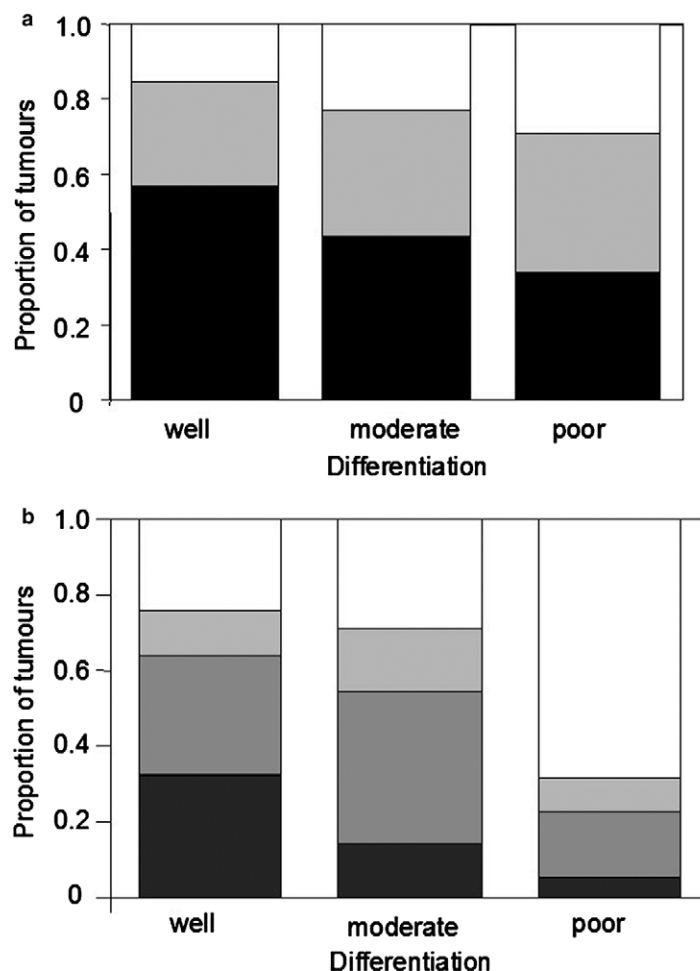 a
Proportion of tumours
1.0
0.8
0.6
0.4
0.2
0
well moderate poor
Differentiation
b
Proportion of tumours
1.0
0.8
0.6
0.4
0.2
0
well moderate poor
Differentiation